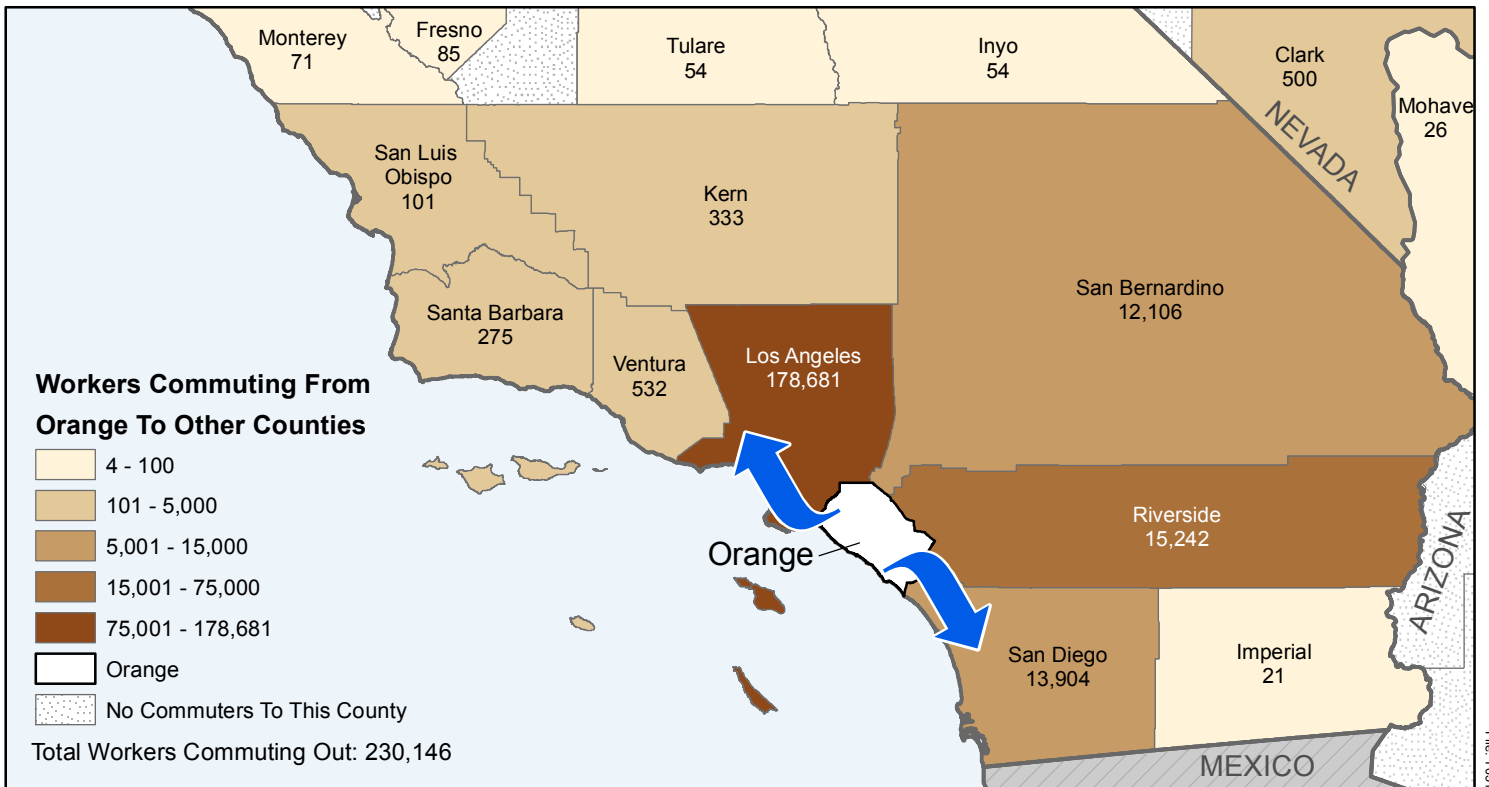 Monterey
71
Fresno
85
Tulare
54
Inyo
54
Clark
500
Mohave
26
NEVADA
San Luis
Obispo
101
Kern
333
San Bernardino
12,106
Santa Barbara
275
Ventura
532
Los Angeles
178,681
Riverside
15,242
ARIZONA
Orange
San Diego
13,904
Imperial
21
MEXICO
Workers Commuting From
Orange To Other Counties
4 - 100
101 - 5,000
5,001 - 15,000
15,001 - 75,000
75,001 - 178,681
Orange
No Commuters To This County
Total Workers Commuting Out: 230,146